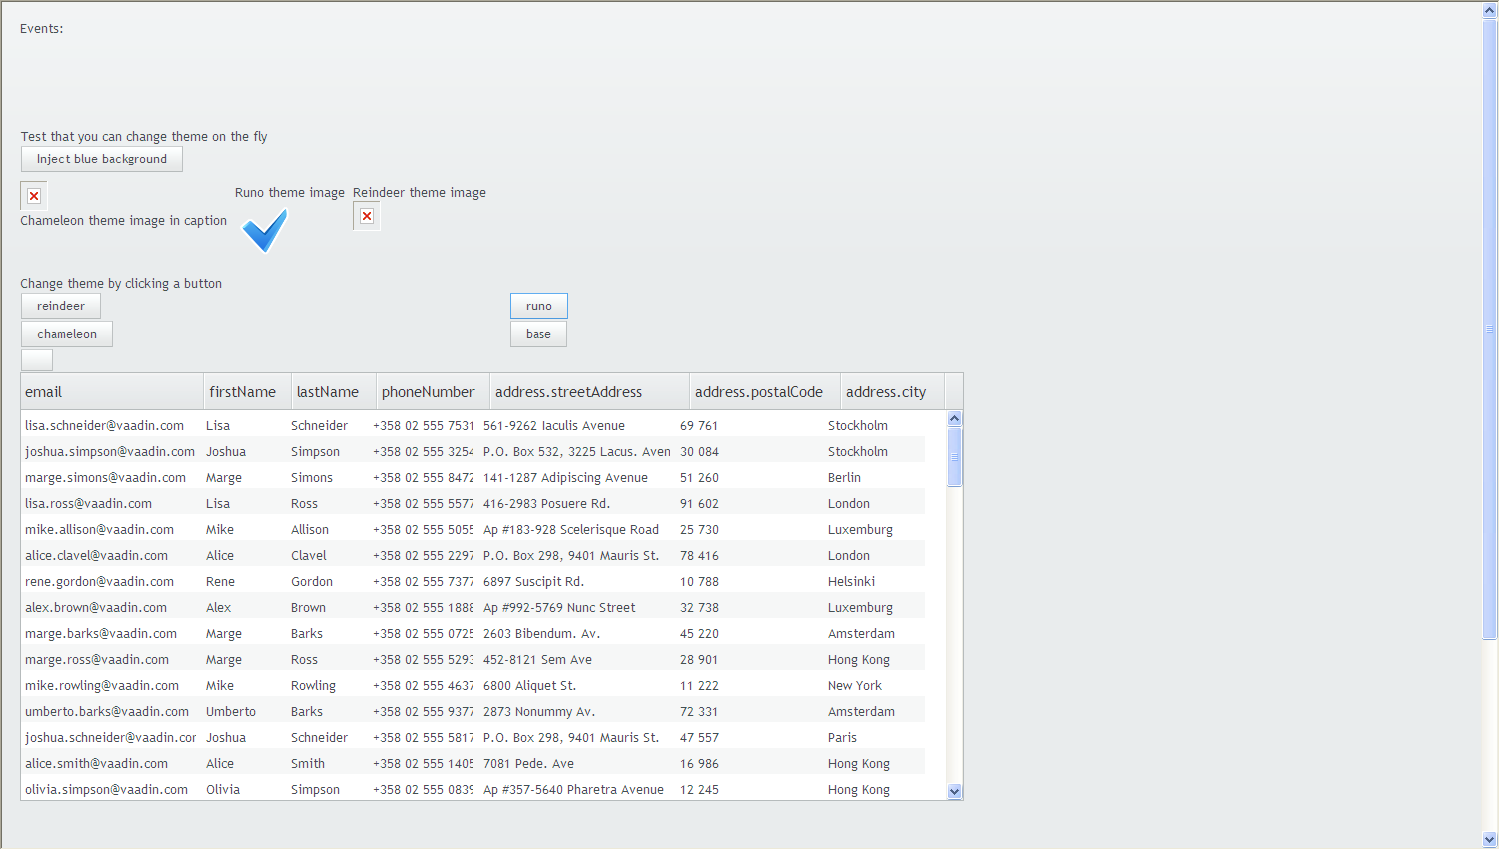 Events:
Test that you can change theme on the fly
Inject blue background
Runo theme image Reindeer theme image
Chameleon theme image in caption
Change theme by clicking a button
reindeer runo
chameleon base
email firstName lastName phoneNumber address.streetAddress address.postalCode address.city
lisa.schneider@vaadin.com Lisa Schneider +358 02 555 7531 561-9262 Iaculis Avenue 69 761 Stockholm
joshua.simpson@vaadin.com Joshua Simpson +358 02 555 3254 P.O. Box 532, 3225 Lacus. Aven 30 084 Stockholm
marge.simons@vaadin.com Marge Simons +358 02 555 8472 141-1287 Adipiscing Avenue 51 260 Berlin
lisa.ross@vaadin.com Lisa Ross +358 02 555 5577 416-2983 Posuere Rd. 91 602 London
mike.allison@vaadin.com Mike Allison +358 02 555 5055 Ap #183-928 Scelerisque Road 25 730 Luxemburg
alice.clavel@vaadin.com Alice Clavel +358 02 555 2297 P.O. Box 298, 9401 Mauris St. 78 416 London
rene.gordon@vaadin.com Rene Gordon +358 02 555 7377 6897 Suscipit Rd. 10 788 Helsinki
alex.brown@vaadin.com Alex Brown +358 02 555 1888 Ap #992-5769 Nunc Street 32 738 Luxemburg
marge.barks@vaadin.com Marge Barks +358 02 555 0725 2603 Bibendum. Av. 45 220 Amsterdam
marge.ross@vaadin.com Marge Ross +358 02 555 5293 452-8121 Sem Ave 28 901 Hong Kong
mike.rowling@vaadin.com Mike Rowling +358 02 555 4637 6800 Aliquet St. 11 222 New York
umberto.barks@vaadin.com Umberto Barks +358 02 555 9377 2873 Nonummy Av. 72 331 Amsterdam
joshua.schneider@vaadin.cor Joshua Schneider +358 02 555 5817 P.O. Box 298, 9401 Mauris St. 47 557 Paris
alice.smith@vaadin.com Alice Smith +358 02 555 1405 7081 Pede. Ave 16 986 Hong Kong
olivia.simpson@vaadin.com Olivia Simpson +358 02 555 0839 Ap #357-5640 Pharetra Avenue 12 245 Hong Kong